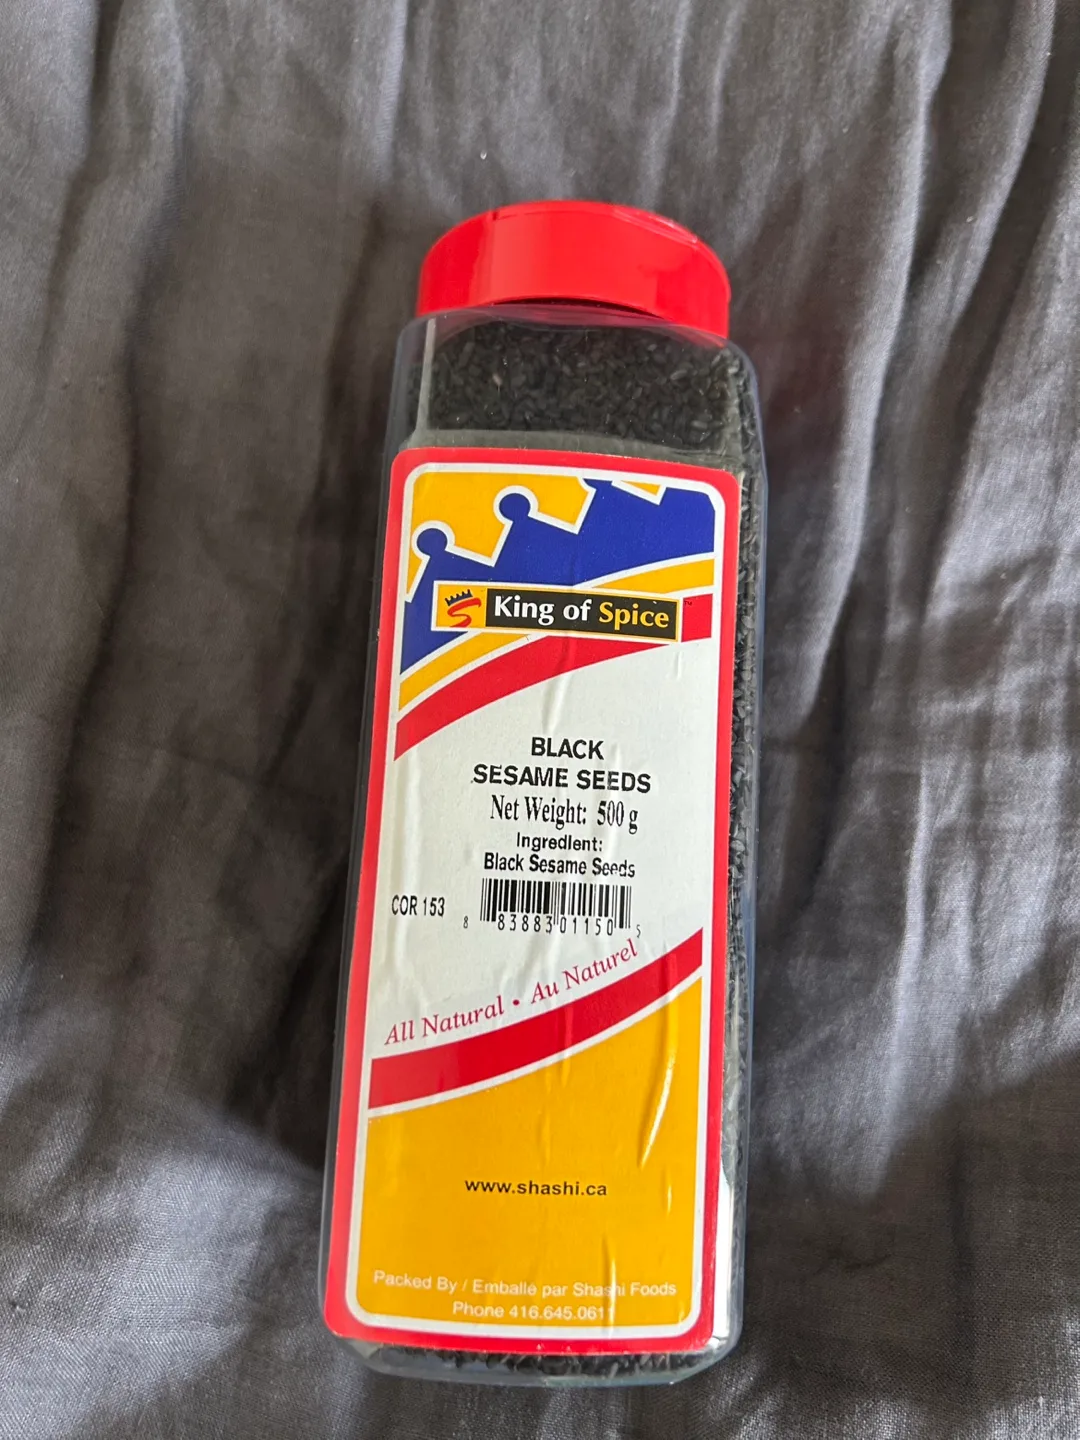 King of Spice
BLACK
SESAME SEEDS
Net Weight: 500 g
Ingredient:
Black Sesame Seeds
COR 153
8 83883 01150 5
All Natural • Au Naturel
www.shashi.ca
Packed By / Emballé par Shashi Foods
Phone 416.645.0611